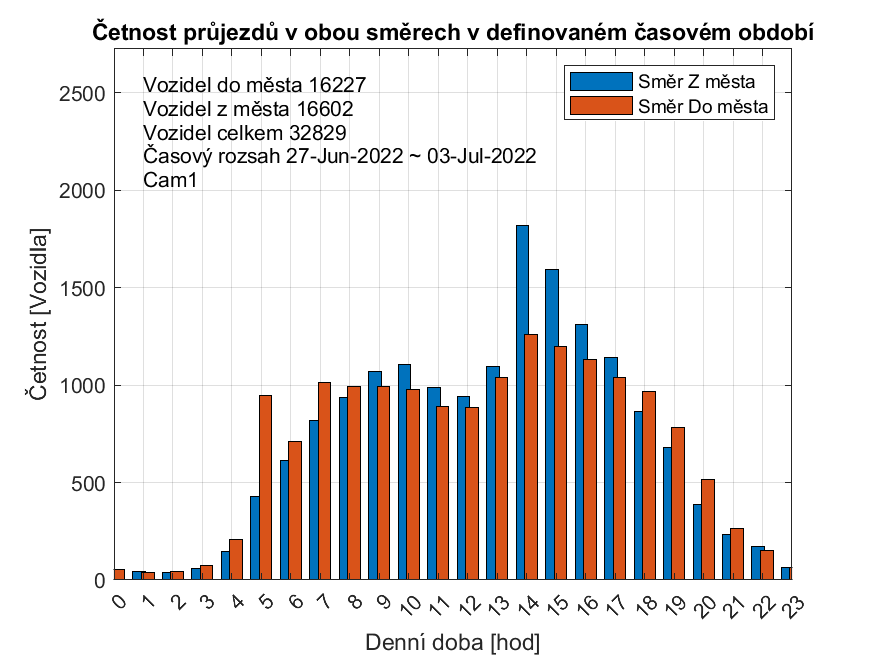 Četnost průjezdů v obou směrech v definovaném časovém období
Vozidel do města 16227
Vozidel z města 16602
Vozidel celkem 32829
Časový rozsah 27-Jun-2022 ~ 03-Jul-2022
Cam1
Směr Z města
Směr Do města
Četnost [Vozidla]
2500
2000
1500
1000
500
0
0 1 2 3 4 5 6 7 8 9 10 11 12 13 14 15 16 17 18 19 20 21 22 23
Denní doba [hod]